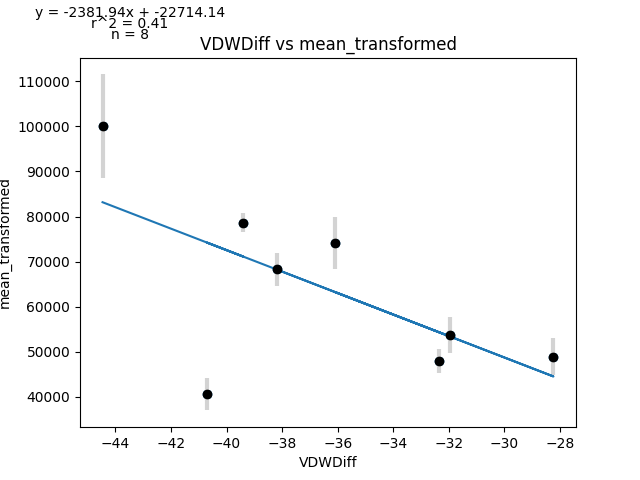 y = -2381.94x + -22714.14
r^2 = 0.41
n = 8
VDWDiff vs mean_transformed
110000
100000
90000
80000
70000
60000
50000
40000
mean_transformed
−44 −42 −40 −38 −36 −34 −32 −30 −28
VDWDiff